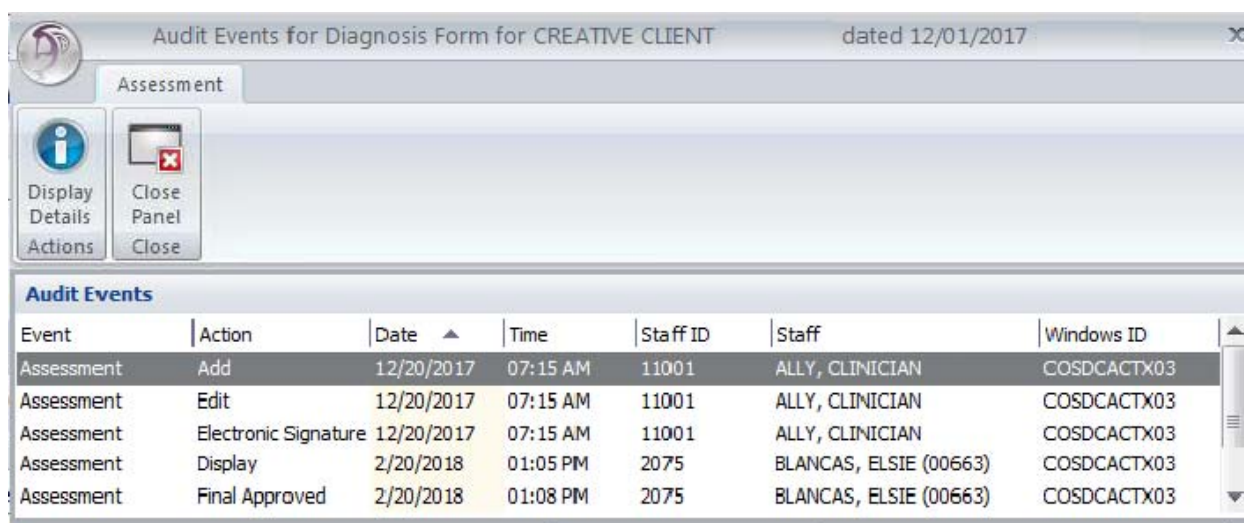 Audit Events for Diagnosis Form for CREATIVE CLIENT dated 12/01/2017
Assessment
Display Details
Close Panel
Actions
Close
Audit Events
Event Action Date Time Staff ID Staff Windows ID
Assessment Add 12/20/2017 07:15 AM 11001 ALLY, CLINICIAN COSDCACTX03
Assessment Edit 12/20/2017 07:15 AM 11001 ALLY, CLINICIAN COSDCACTX03
Assessment Electronic Signature 12/20/2017 07:15 AM 11001 ALLY, CLINICIAN COSDCACTX03
Assessment Display 2/20/2018 01:05 PM 2075 BLANCAS, ELSIE (00663) COSDCACTX03
Assessment Final Approved 2/20/2018 01:08 PM 2075 BLANCAS, ELSIE (00663) COSDCACTX03